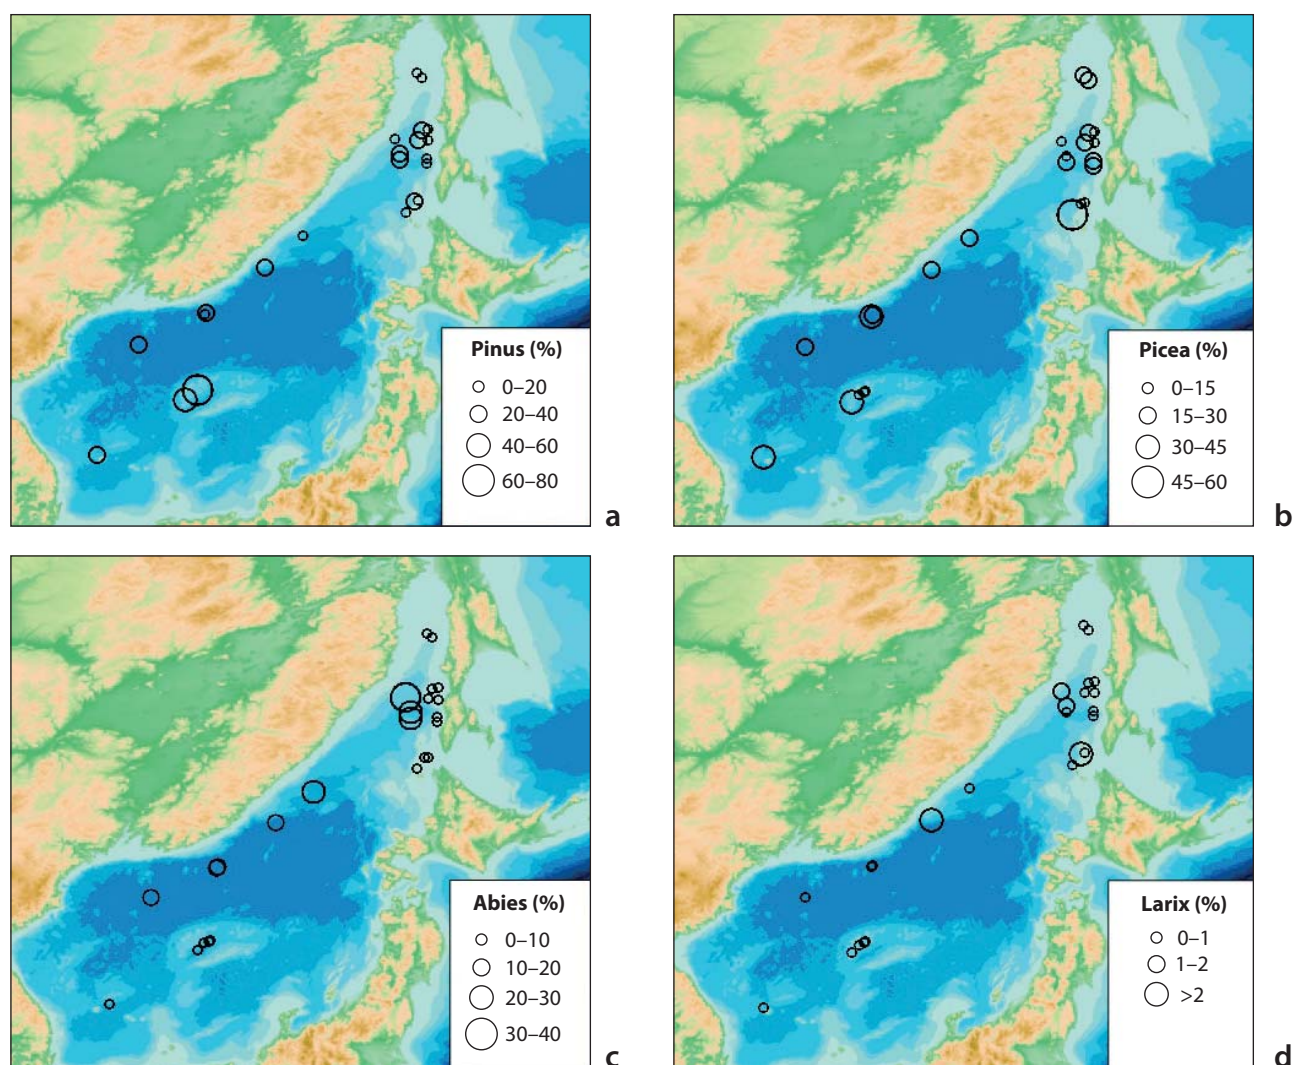 Pinus (%)
0–20
20–40
40–60
60–80
a
Picea (%)
0–15
15–30
30–45
45–60
b
Abies (%)
0–10
10–20
20–30
30–40
c
Larix (%)
0–1
1–2
>2
d